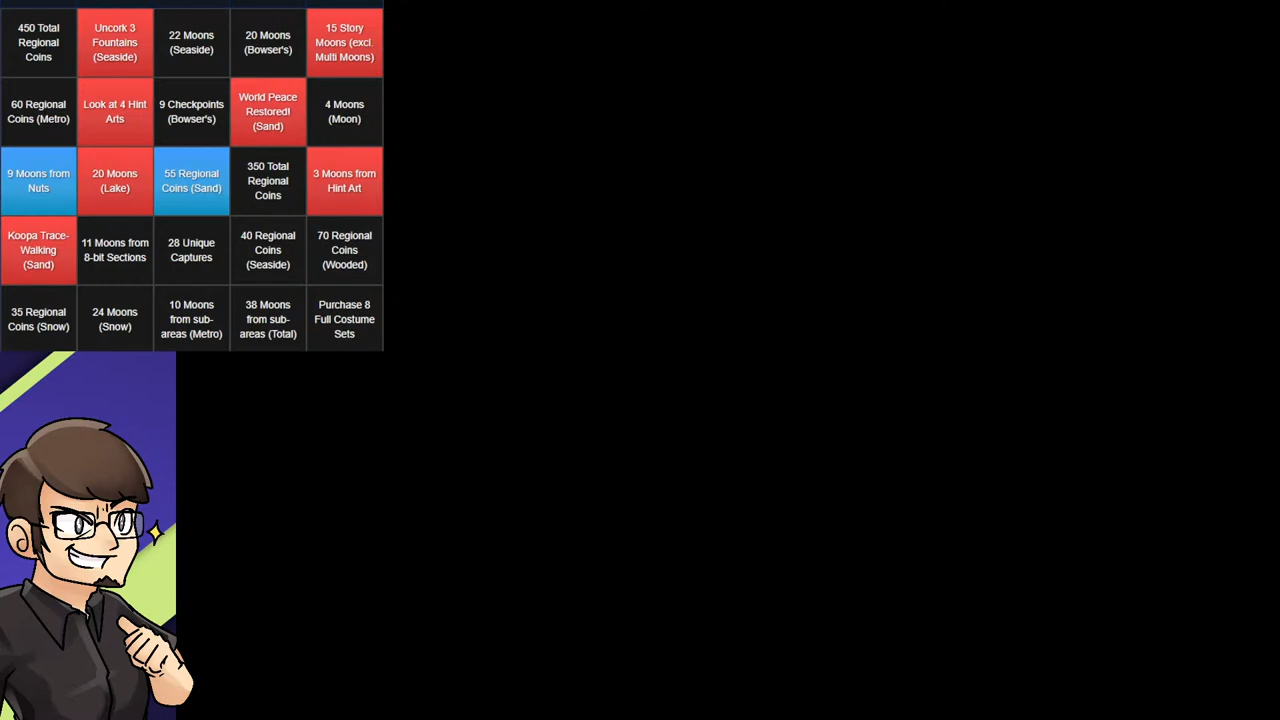 450 Total
Regional
Coins
Uncork 3
Fountains
(Seaside)
22 Moons
(Seaside)
20 Moons
(Bowser's)
15 Story
Moons (excl.
Multi Moons)
60 Regional
Coins (Metro)
Look at 4 Hint
Arts
9 Checkpoints
(Bowser's)
World Peace
Restored!
(Sand)
4 Moons
(Moon)
9 Moons from
Nuts
20 Moons
(Lake)
55 Regional
Coins (Sand)
350 Total
Regional
Coins
3 Moons from
Hint Art
Koopa Trace-
Walking
(Sand)
11 Moons from
8-bit Sections
28 Unique
Captures
40 Regional
Coins
(Seaside)
70 Regional
Coins
(Wooded)
35 Regional
Coins (Snow)
24 Moons
(Snow)
10 Moons
from sub-
areas (Metro)
38 Moons
from sub-
areas (Total)
Purchase 8
Full Costume
Sets